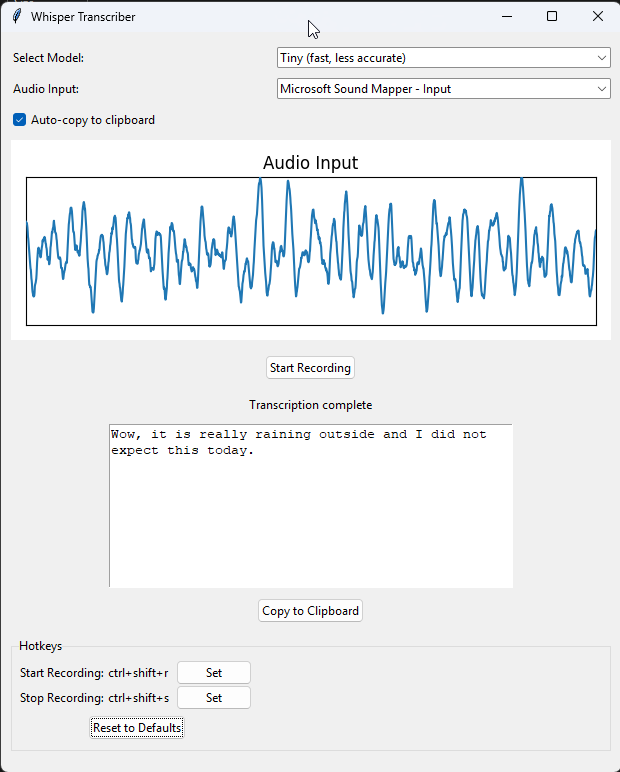 Whisper Transcriber
Select Model: Tiny (fast, less accurate)
Audio Input: Microsoft Sound Mapper - Input
Auto-copy to clipboard
Audio Input
Start Recording
Transcription complete
Wow, it is really raining outside and I did not
expect this today.
Copy to Clipboard
Hotkeys
Start Recording: ctrl+shift+r Set
Stop Recording: ctrl+shift+s Set
Reset to Defaults